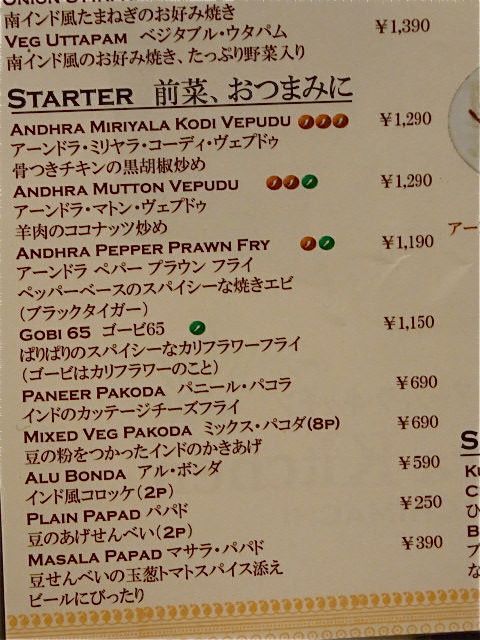 南インド風たまねぎのお好み焼き
VEG UTTAPAM ベジタブル・ウタパム ¥1,390
南インド風のお好み焼き、たっぷり野菜入り
STARTER 前菜、おつまみに
ANDHRA MIRIYALA KODI VEPUDU ¥1,290
アーンドラ・ミリヤラ・コーディ・ヴェプドゥ
骨つきチキンの黒胡椒炒め
ANDHRA MUTTON VEPUDU ¥1,290
アーンドラ・マトン・ヴェプドゥ
羊肉のココナッツ炒め
ANDHRA PEPPER PRAWN FRY ¥1,190
アーンドラ ペパー プラウン フライ
ペッパーベースのスパイシーな焼きエビ
(ブラックタイガー)
GOBI 65 ゴービ65 ¥1,150
ぱりぱりのスパイシーなカリフラワーフライ
(ゴービはカリフラワーのこと)
PANEER PAKODA パニール・パコラ ¥690
インドのカッテージチーズフライ
MIXED VEG PAKODA ミックス・パコダ(8P) ¥690
豆の粉をつかったインドのかきあげ
ALU BONDA アル・ボンダ ¥590
インド風コロッケ(2P)
PLAIN PAPAD パパド ¥250
豆のあげせんべい(2P)
MASALA PAPAD マサラ・パパド ¥390
豆せんべいの玉葱トマトスパイス添え
ビールにぴったり
アー
S
KU
C
ひ
B
ブ
な